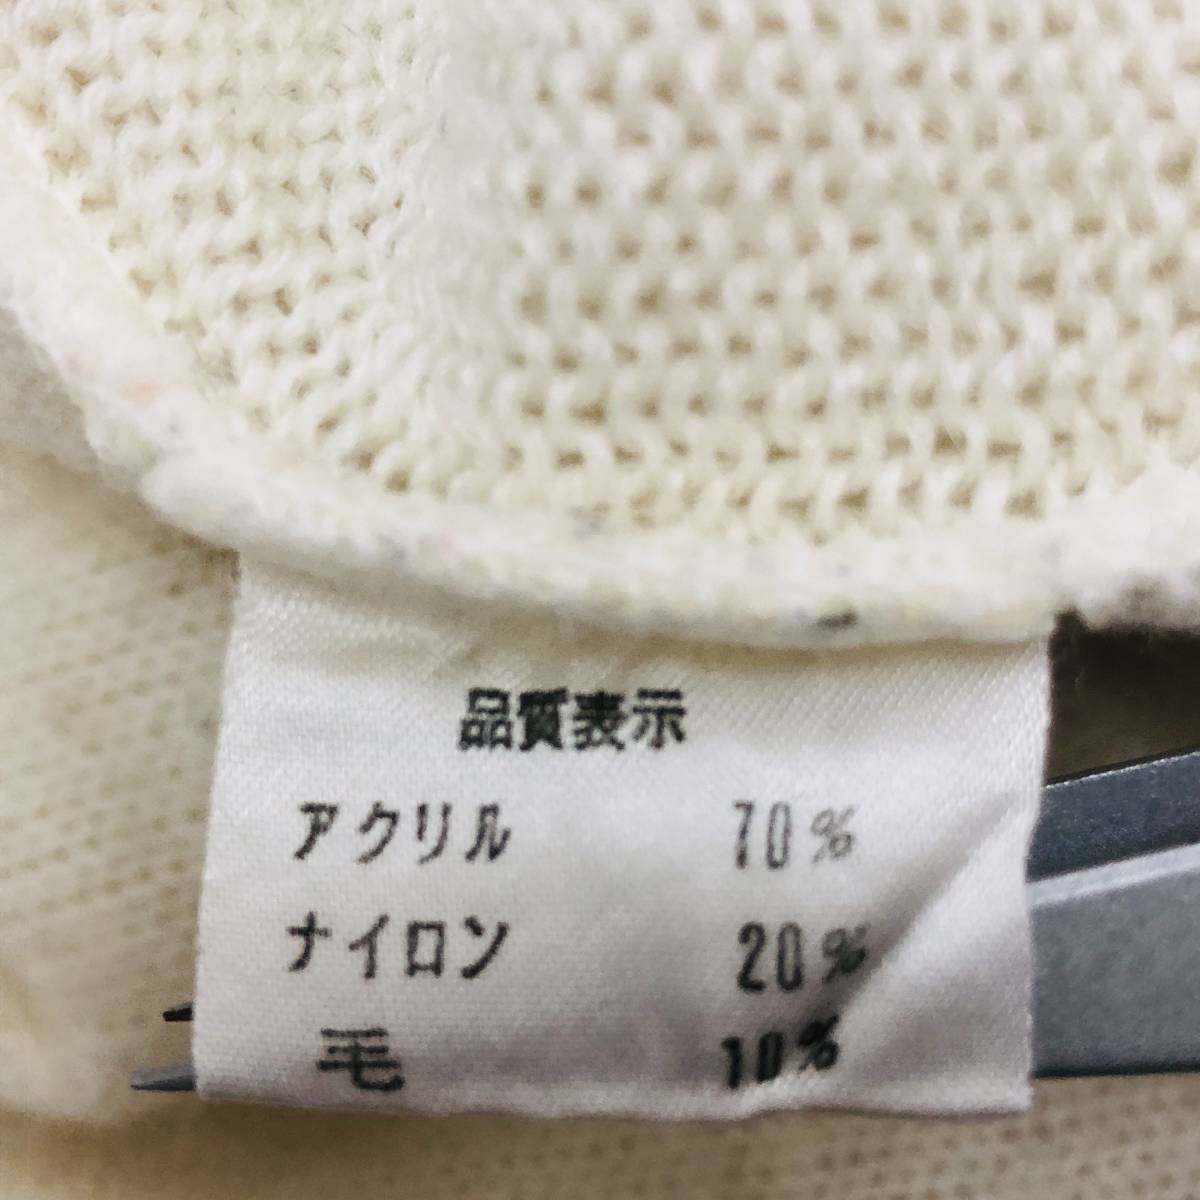 品質表示
アクリル 70%
ナイロン 20%
毛 10%